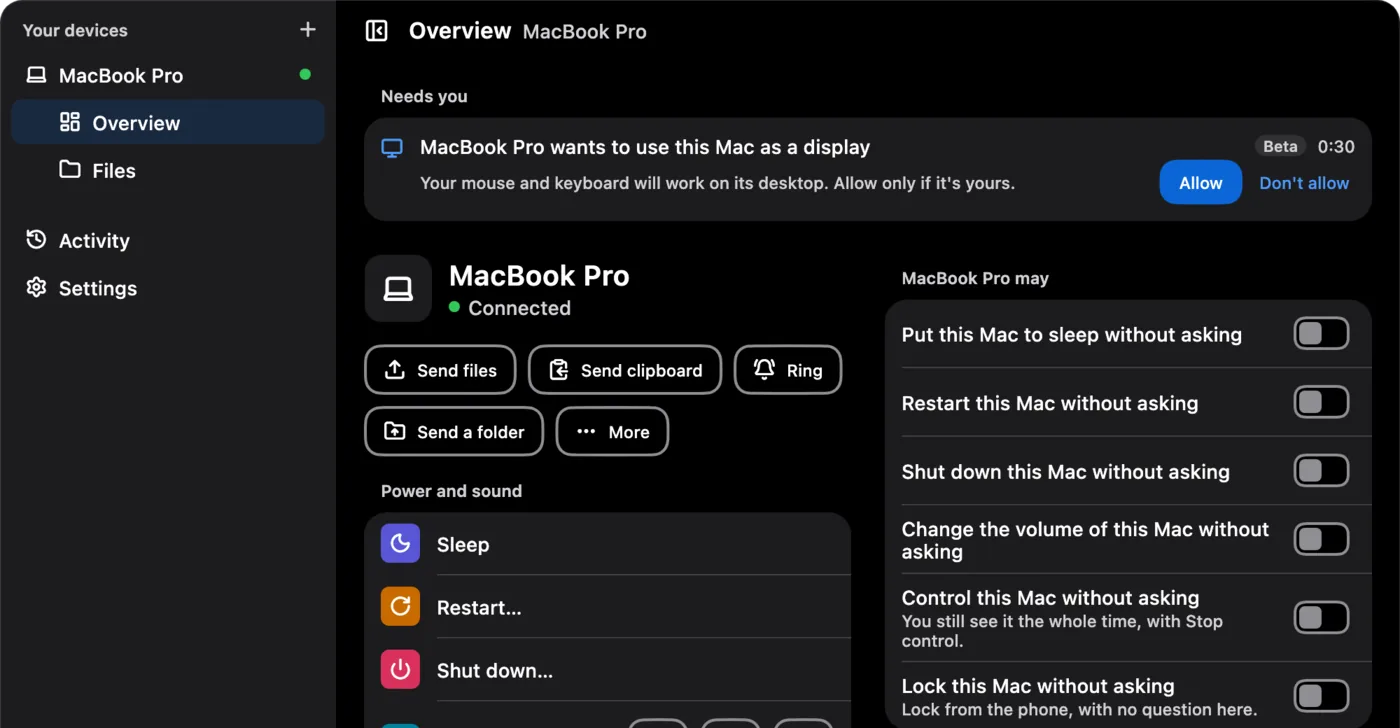 Your devices
MacBook Pro
Overview
Files
Activity
Settings
Overview MacBook Pro
Needs you
MacBook Pro wants to use this Mac as a display
Beta 0:30
Your mouse and keyboard will work on its desktop. Allow only if it's yours.
Allow Don't allow
MacBook Pro
Connected
Send files Send clipboard Ring
Send a folder More
Power and sound
Sleep
Restart...
Shut down...
MacBook Pro may
Put this Mac to sleep without asking
Restart this Mac without asking
Shut down this Mac without asking
Change the volume of this Mac without
asking
Control this Mac without asking
You still see it the whole time, with Stop
control.
Lock this Mac without asking
Lock from the phone, with no question here.